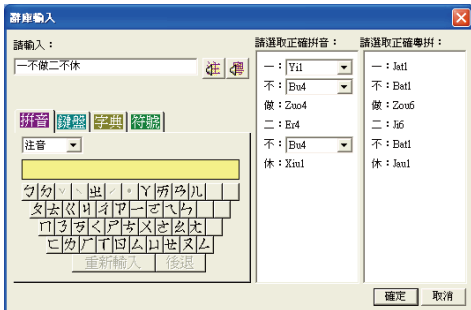 辭庫輸入
請輸入：
一不做二不休
注 粵
拼音 鍵盤 字典 符號
注音
ㄅ ㄉ ˇ ˋ ㄓ ˊ ˙ ㄚ ㄞ ㄢ ㄦ
ㄆ ㄊ ㄍ ㄐ ㄔ ㄗ ㄧ ㄛ ㄟ ㄣ
ㄇ ㄋ ㄎ ㄑ ㄕ ㄘ ㄨ ㄜ ㄠ ㄤ
ㄈ ㄌ ㄏ ㄒ ㄖ ㄙ ㄩ ㄝ ㄡ ㄥ
重新輸入 後退
請選取正確拼音：
一：Yi1
不：Bu4
做：Zuo4
二：Er4
不：Bu4
休：Xiu1
請選取正確粵拼：
一：Jat1
不：Bat1
做：Zou6
二：Ji6
不：Bat1
休：Jau1
確定 取消